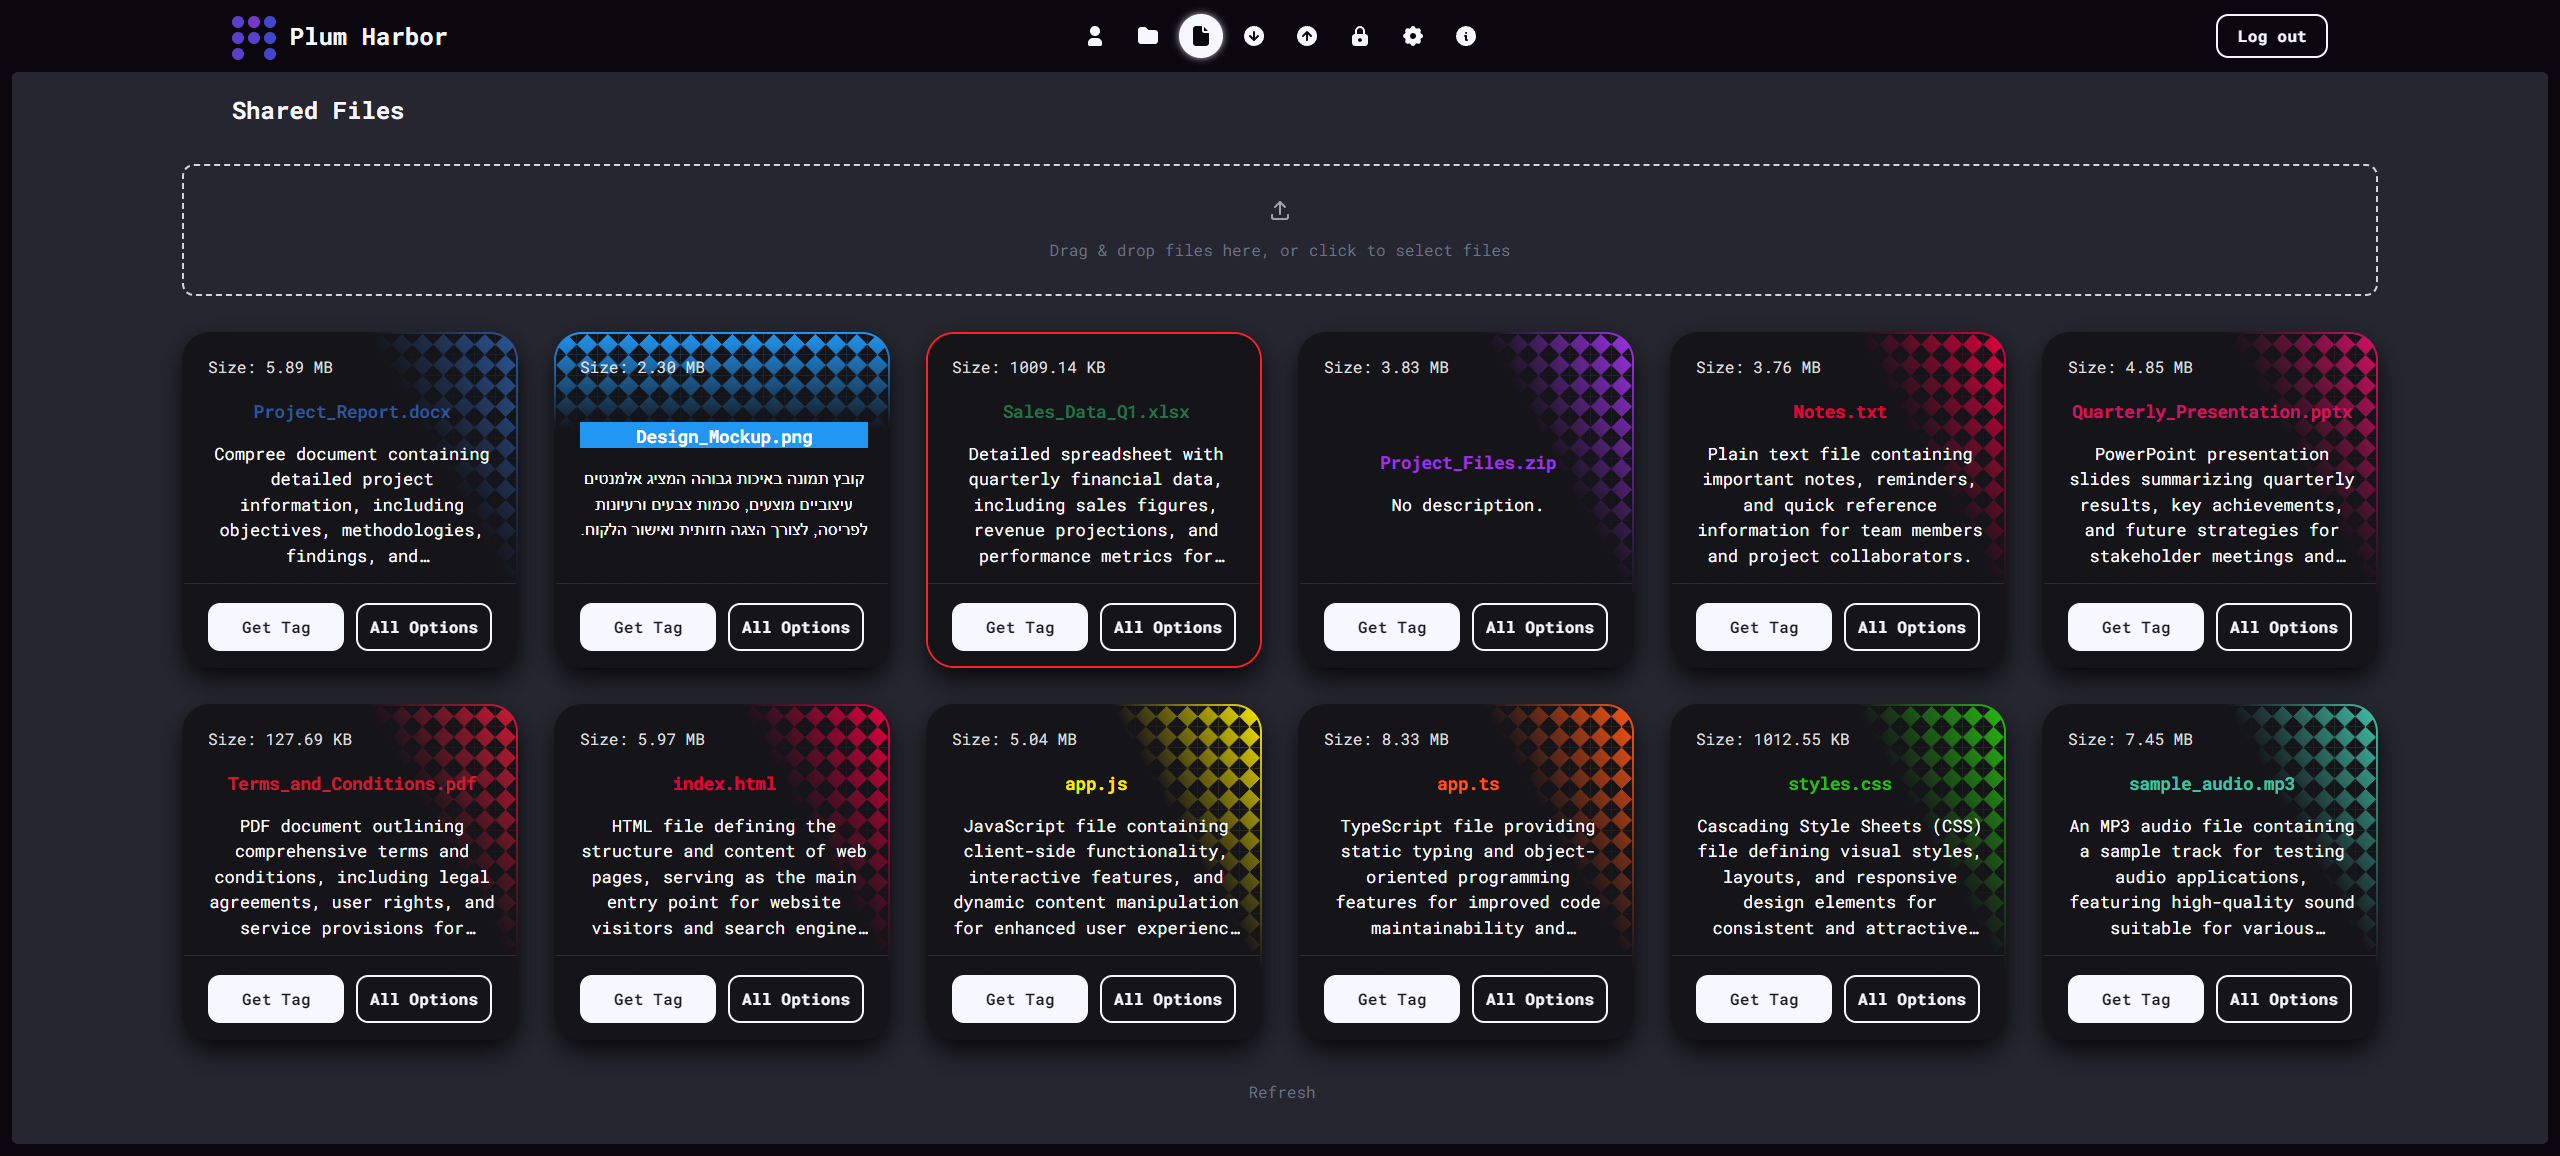 Plum Harbor
Log out
Shared Files
Drag & drop files here, or click to select files
Size: 5.89 MB
Project_Report.docx
Compree document containing
detailed project
information, including
objectives, methodologies,
findings, and…
Get Tag
All Options
Size: 2.30 MB
Design_Mockup.png
קובץ תמונה באיכות גבוהה המציג אלמנטים
עיצוביים מוצעים, סכמות צבעים ורעיונות
לפריסה, לצורך הצגה חזותית ואישור הלקוח.
Get Tag
All Options
Size: 1009.14 KB
Sales_Data_Q1.xlsx
Detailed spreadsheet with
quarterly financial data,
including sales figures,
revenue projections, and
performance metrics for…
Get Tag
All Options
Size: 3.83 MB
Project_Files.zip
No description.
Get Tag
All Options
Size: 3.76 MB
Notes.txt
Plain text file containing
important notes, reminders,
and quick reference
information for team members
and project collaborators.
Get Tag
All Options
Size: 4.85 MB
Quarterly_Presentation.pptx
PowerPoint presentation
slides summarizing quarterly
results, key achievements,
and future strategies for
stakeholder meetings and…
Get Tag
All Options
Size: 127.69 KB
Terms_and_Conditions.pdf
PDF document outlining
comprehensive terms and
conditions, including legal
agreements, user rights, and
service provisions for…
Get Tag
All Options
Size: 5.97 MB
index.html
HTML file defining the
structure and content of web
pages, serving as the main
entry point for website
visitors and search engine…
Get Tag
All Options
Size: 5.04 MB
app.js
JavaScript file containing
client-side functionality,
interactive features, and
dynamic content manipulation
for enhanced user experienc…
Get Tag
All Options
Size: 8.33 MB
app.ts
TypeScript file providing
static typing and object-
oriented programming
features for improved code
maintainability and…
Get Tag
All Options
Size: 1012.55 KB
styles.css
Cascading Style Sheets (CSS)
file defining visual styles,
layouts, and responsive
design elements for
consistent and attractive…
Get Tag
All Options
Size: 7.45 MB
sample_audio.mp3
An MP3 audio file containing
a sample track for testing
audio applications,
featuring high-quality sound
suitable for various…
Get Tag
All Options
Refresh